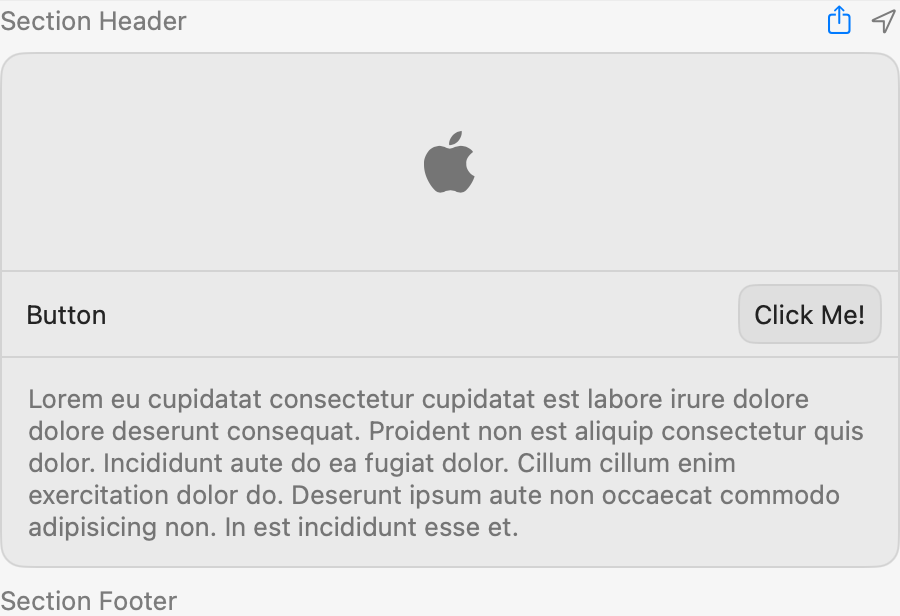 Section Header
Button
Click Me!
Lorem eu cupidatat consectetur cupidatat est labore irure dolore
dolore deserunt consequat. Proident non est aliquip consectetur quis
dolor. Incididunt aute do ea fugiat dolor. Cillum cillum enim
exercitation dolor do. Deserunt ipsum aute non occaecat commodo
adipisicing non. In est incididunt esse et.
Section Footer